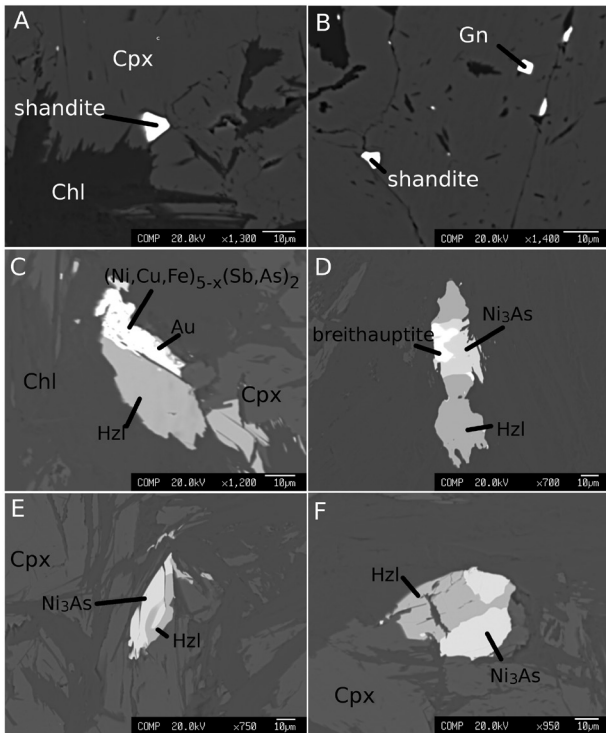 A
Cpx
shandite
Chl
COMP 20.0kV ×1,300 10µm
B
Gn
shandite
COMP 20.0kV ×1,400 10µm
C
(Ni,Cu,Fe)5-x(Sb,As)2
Au
Chl
Cpx
Hzl
COMP 20.0kV ×1,200 10µm
D
Ni3As
breithauptite
Hzl
COMP 20.0kV ×700 10µm
E
Cpx
Ni3As
Hzl
COMP 20.0kV ×750 10µm
F
Hzl
Ni3As
Cpx
COMP 20.0kV ×950 10µm